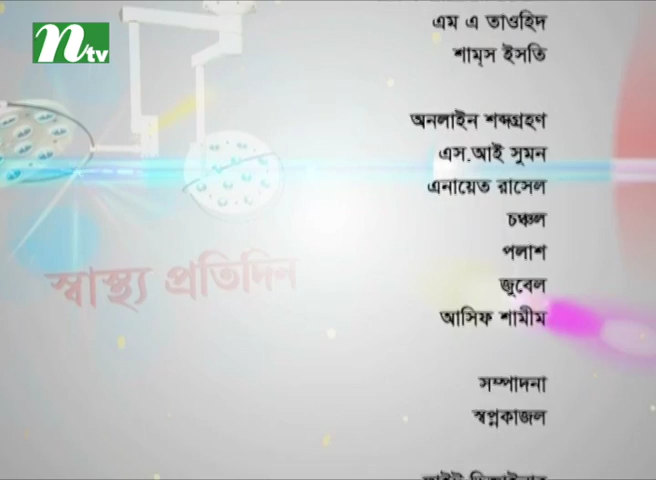 ntv
এম এ তাওহিদ
শাম্‌স ইসতি
অনলাইন শব্দগ্রহণ
এস.আই সুমন
এনায়েত রাসেল
চঞ্চল
পলাশ
জুবেল
আসিফ শামীম
স্বাস্থ্য প্রতিদিন
সম্পাদনা
স্বপ্নকাজল